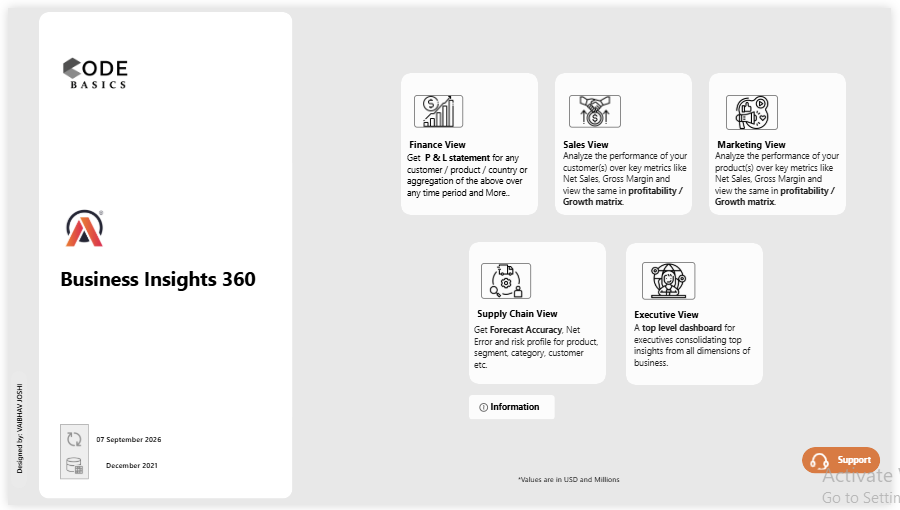 CODE
BASICS
®
Business Insights 360
Designed by: VAIBHAV JOSHI
07 September 2026
December 2021
Finance View
Get P & L statement for any
customer / product / country or
aggregation of the above over
any time period and More..
Sales View
Analyze the performance of your
customer(s) over key metrics like
Net Sales, Gross Margin and
view the same in profitability /
Growth matrix.
Marketing View
Analyze the performance of your
product(s) over key metrics like
Net Sales, Gross Margin and
view the same in profitability /
Growth matrix.
Supply Chain View
Get Forecast Accuracy, Net
Error and risk profile for product,
segment, category, customer
etc.
Executive View
A top level dashboard for
executives consolidating top
insights from all dimensions of
business.
Information
*Values are in USD and Millions
Support
Activate
Go to